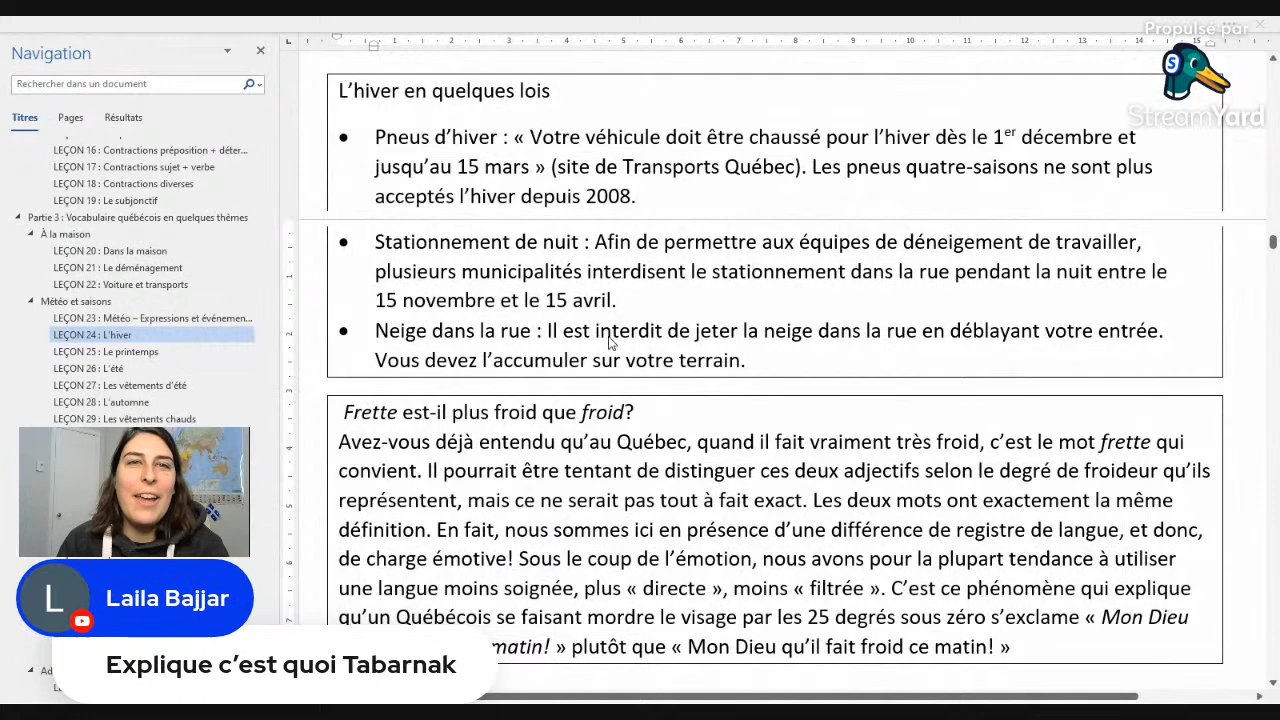 Propulsé par
StreamYard
Navigation
Rechercher dans un document
Titres Pages Résultats
LEÇON 16 : Contractions préposition + déter...
LEÇON 17 : Contractions sujet + verbe
LEÇON 18 : Contractions diverses
LEÇON 19 : Le subjonctif
Partie 3 : Vocabulaire québécois en quelques thèmes
À la maison
LEÇON 20 : Dans la maison
LEÇON 21 : Le déménagement
LEÇON 22 : Voiture et transports
Météo et saisons
LEÇON 23 : Météo – Expressions et événemen...
LEÇON 24 : L'hiver
LEÇON 25 : Le printemps
LEÇON 26 : L'été
LEÇON 27 : Les vêtements d'été
LEÇON 28 : L'automne
LEÇON 29 : Les vêtements chauds
1 2 3 4 5 6 7 8 9 10 11 12 13 14 15
L'hiver en quelques lois
• Pneus d'hiver : « Votre véhicule doit être chaussé pour l'hiver dès le 1er décembre et
jusqu'au 15 mars » (site de Transports Québec). Les pneus quatre-saisons ne sont plus
acceptés l'hiver depuis 2008.
• Stationnement de nuit : Afin de permettre aux équipes de déneigement de travailler,
plusieurs municipalités interdisent le stationnement dans la rue pendant la nuit entre le
15 novembre et le 15 avril.
• Neige dans la rue : Il est interdit de jeter la neige dans la rue en déblayant votre entrée.
Vous devez l'accumuler sur votre terrain.
Frette est-il plus froid que froid?
Avez-vous déjà entendu qu'au Québec, quand il fait vraiment très froid, c'est le mot frette qui
convient. Il pourrait être tentant de distinguer ces deux adjectifs selon le degré de froideur qu'ils
représentent, mais ce ne serait pas tout à fait exact. Les deux mots ont exactement la même
définition. En fait, nous sommes ici en présence d'une différence de registre de langue, et donc,
de charge émotive! Sous le coup de l'émotion, nous avons pour la plupart tendance à utiliser
une langue moins soignée, plus « directe », moins « filtrée ». C'est ce phénomène qui explique
qu'un Québécois se faisant mordre le visage par les 25 degrés sous zéro s'exclame « Mon Dieu
matin! » plutôt que « Mon Dieu qu'il fait froid ce matin! »
L
Laila Bajjar
Explique c'est quoi Tabarnak